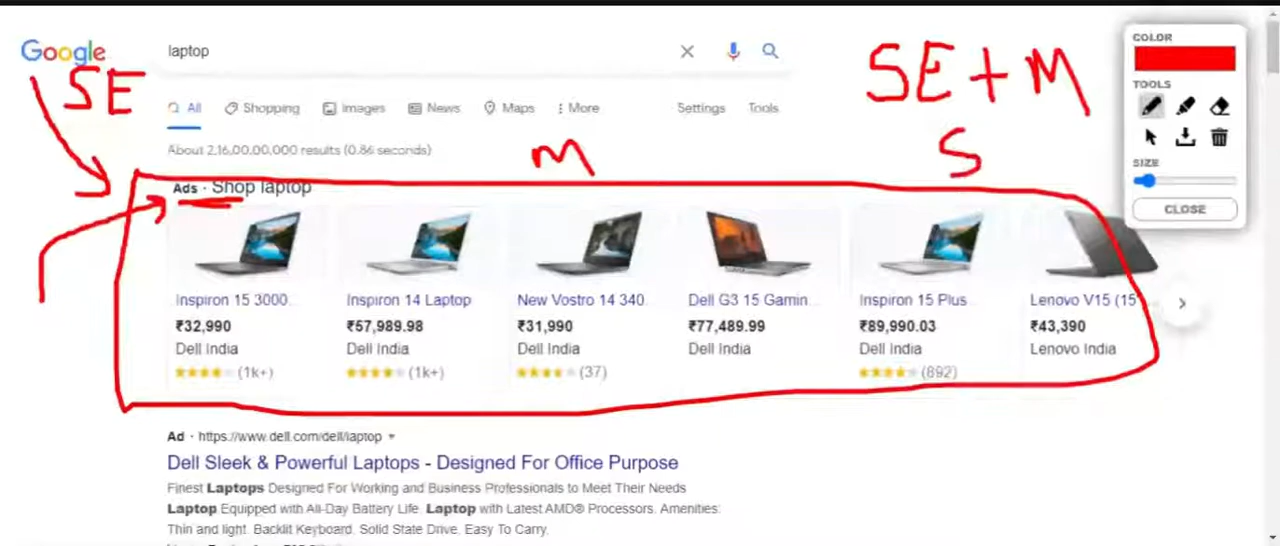 Google
laptop
SE
SE + M
COLOR
TOOLS
SIZE
CLOSE
All Shopping Images News Maps More Settings Tools
About 2,16,00,00,000 results (0.86 seconds)
M
S
Ads · Shop laptop
Inspiron 15 3000... Inspiron 14 Laptop New Vostro 14 340 Dell G3 15 Gamin... Inspiron 15 Plus Lenovo V15 (15
₹32,990 ₹57,989.98 ₹31,990 ₹77,489.99 ₹89,990.03 ₹43,390
Dell India Dell India Dell India Dell India Dell India Lenovo India
(1k+) (1k+) (37) (892)
Ad · https://www.dell.com/dell/laptop
Dell Sleek & Powerful Laptops - Designed For Office Purpose
Finest Laptops Designed For Working and Business Professionals to Meet Their Needs
Laptop Equipped with All-Day Battery Life. Laptop with Latest AMD® Processors. Amenities:
Thin and light, Backlit Keyboard, Solid State Drive, Easy To Carry.